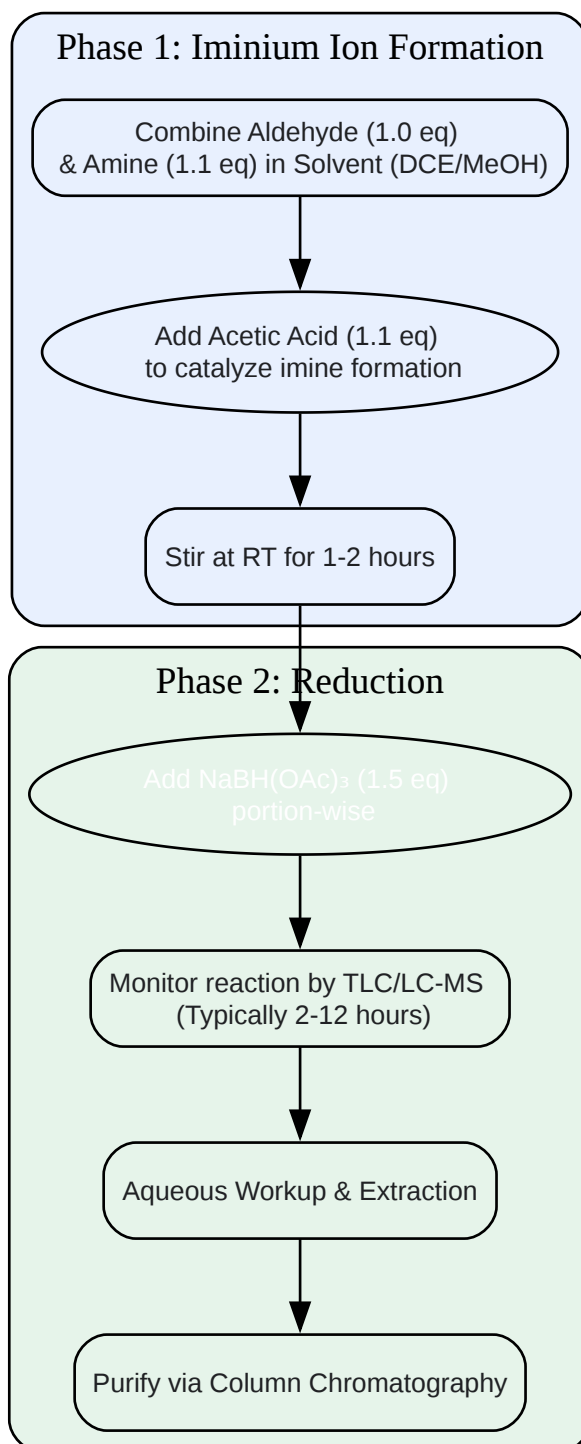 Phase 1: Iminium Ion Formation
Combine Aldehyde (1.0 eq)
& Amine (1.1 eq) in Solvent (DCE/MeOH)
Add Acetic Acid (1.1 eq)
to catalyze imine formation
Stir at RT for 1-2 hours
Phase 2: Reduction
Add NaBH(OAc)₃ (1.5 eq)
portion-wise
Monitor reaction by TLC/LC-MS
(Typically 2-12 hours)
Aqueous Workup & Extraction
Purify via Column Chromatography